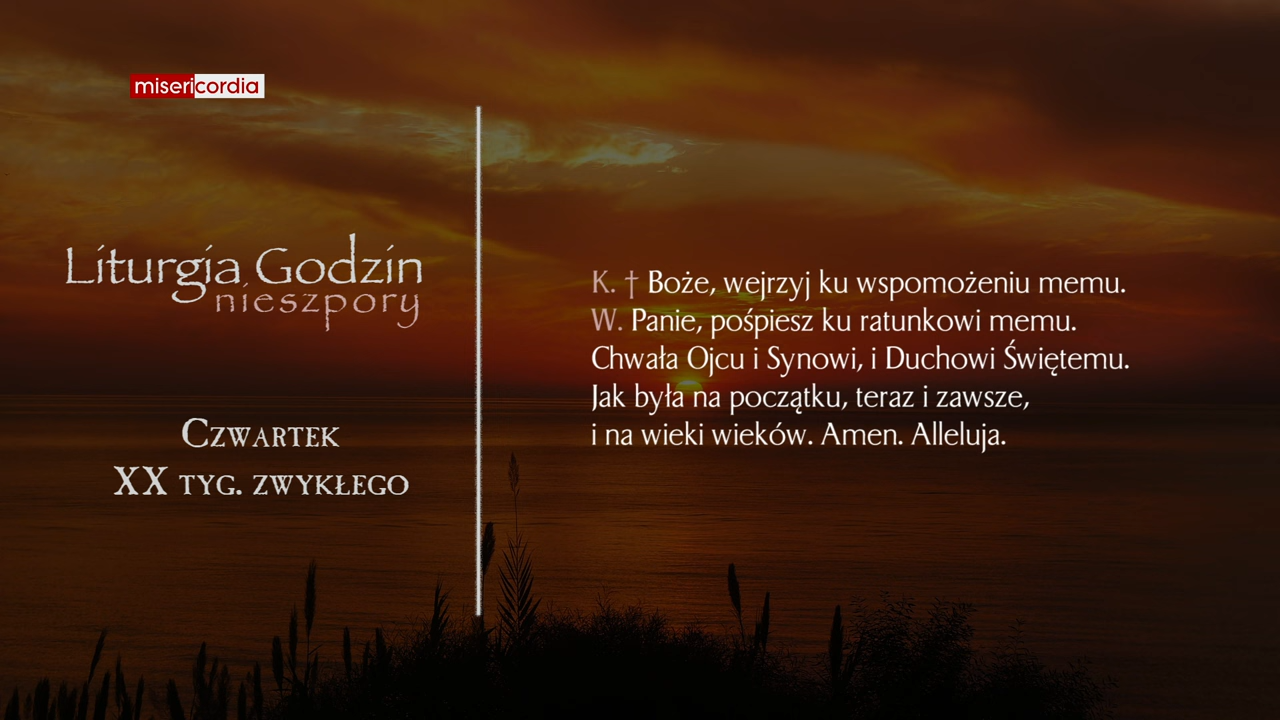 misericordia
Liturgia Godzin
nieszpory
Czwartek
XX tyg. zwykłego
K. † Boże, wejrzyj ku wspomożeniu memu.
W. Panie, pośpiesz ku ratunkowi memu.
Chwała Ojcu i Synowi, i Duchowi Świętemu.
Jak była na początku, teraz i zawsze,
i na wieki wieków. Amen. Alleluja.